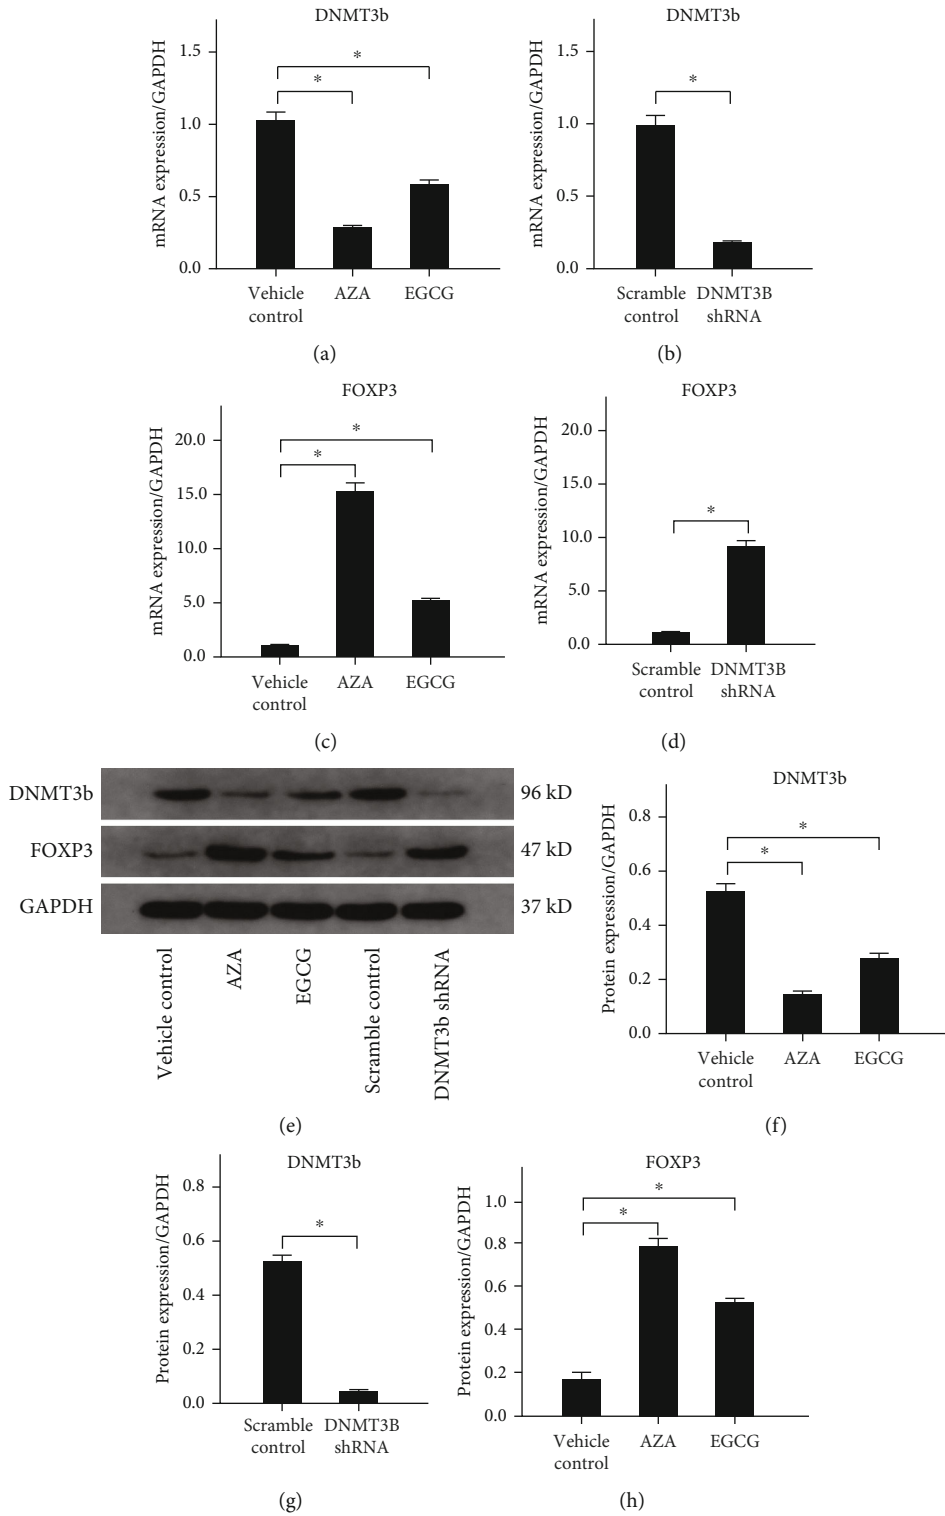 DNMT3b
mRNA expression/GAPDH
1.5
1.0
0.5
0.0
*
*
Vehicle
control
AZA
EGCG
(a)
DNMT3b
mRNA expression/GAPDH
1.5
1.0
0.5
0.0
*
Scramble
control
DNMT3B
shRNA
(b)
FOXP3
mRNA expression/GAPDH
20.0
15.0
10.0
5.0
0.0
*
*
Vehicle
control
AZA
EGCG
(c)
FOXP3
mRNA expression/GAPDH
20.0
15.0
10.0
5.0
0.0
*
Scramble
control
DNMT3B
shRNA
(d)
DNMT3b
96 kD
FOXP3
47 kD
GAPDH
37 kD
Vehicle control
AZA
EGCG
Scramble control
DNMT3b shRNA
(e)
DNMT3b
Protein expression/GAPDH
0.8
0.6
0.4
0.2
0.0
*
*
Vehicle
control
AZA
EGCG
(f)
DNMT3b
Protein expression/GAPDH
0.8
0.6
0.4
0.2
0.0
*
Scramble
control
DNMT3B
shRNA
(g)
FOXP3
Protein expression/GAPDH
1.0
0.8
0.6
0.4
0.2
0.0
*
*
Vehicle
control
AZA
EGCG
(h)